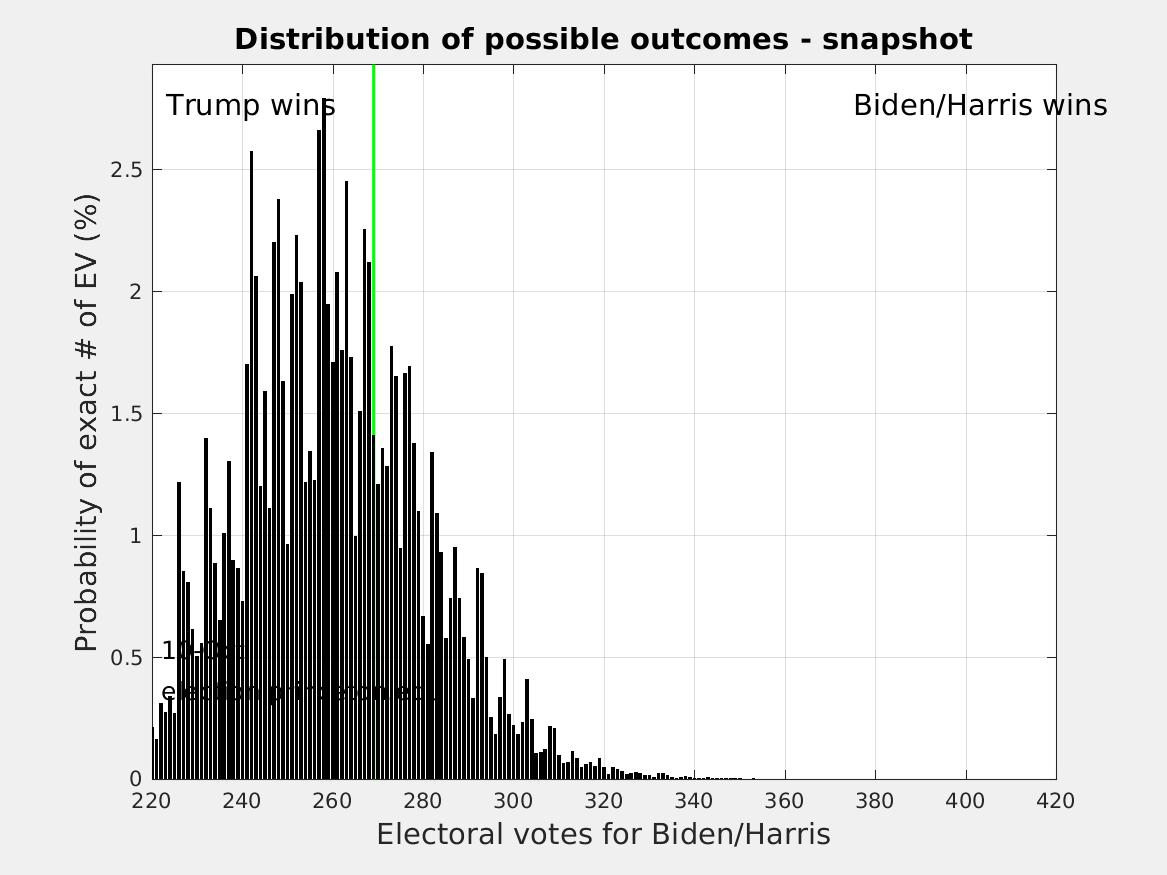 Distribution of possible outcomes - snapshot
Trump wins
Biden/Harris wins
Probability of exact # of EV (%)
2.5
2
1.5
1
0.5
0
10-Oct
220 240 260 280 300 320 340 360 380 400 420
Electoral votes for Biden/Harris